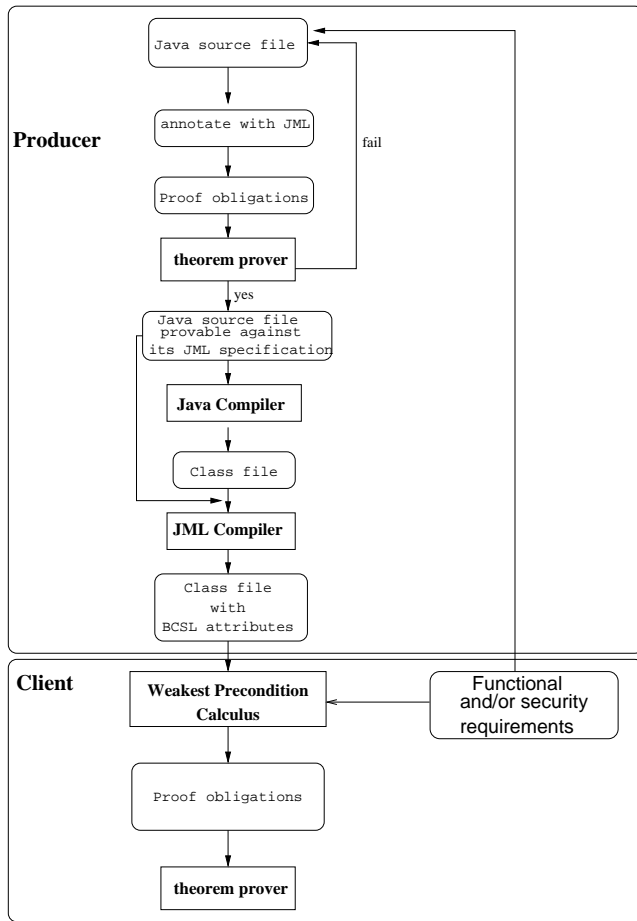 Java source file
annotate with JML
Producer
fail
Proof obligations
theorem prover
yes
Java source file
provable against
its JML specification
Java Compiler
Class file
JML Compiler
Class file
with
BCSL attributes
Client
Weakest Precondition
Calculus
Functional
and/or security
requirements
Proof obligations
theorem prover